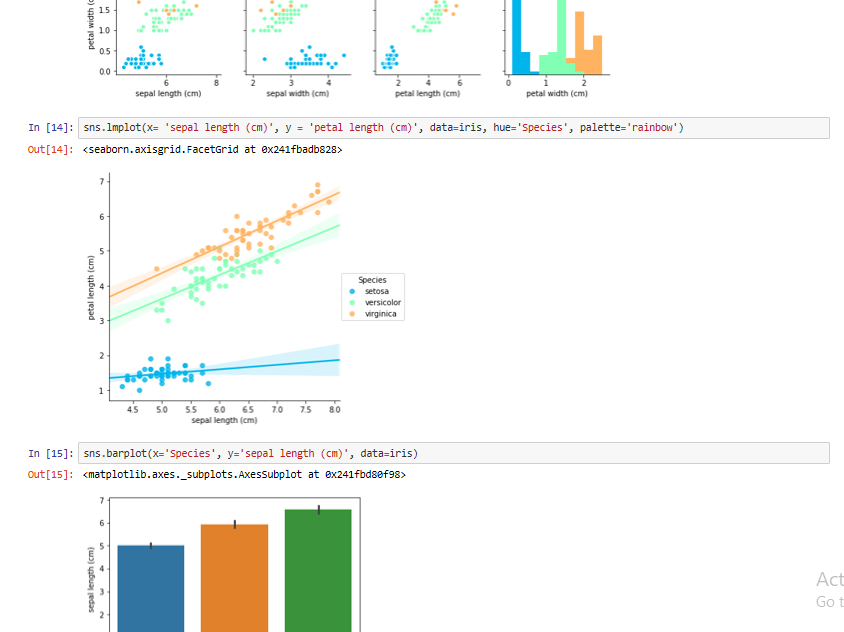 petal width (c
1.5
1.0
0.5
0.0
6 8
2 3 4
2 4 6
0 1 2
sepal length (cm) sepal width (cm) petal length (cm) petal width (cm)
In [14]: sns.lmplot(x= 'sepal length (cm)', y = 'petal length (cm)', data=iris, hue='Species', palette='rainbow')
Out[14]: <seaborn.axisgrid.FacetGrid at 0x241fbadb828>
7
6
5
4
3
2
1
petal length (cm)
Species
setosa
versicolor
virginica
4.5 5.0 5.5 6.0 6.5 7.0 7.5 8.0
sepal length (cm)
In [15]: sns.barplot(x='Species', y='sepal length (cm)', data=iris)
Out[15]: <matplotlib.axes._subplots.AxesSubplot at 0x241fbd80f98>
7
6
5
4
3
2
sepal length (cm)
Act
Go t